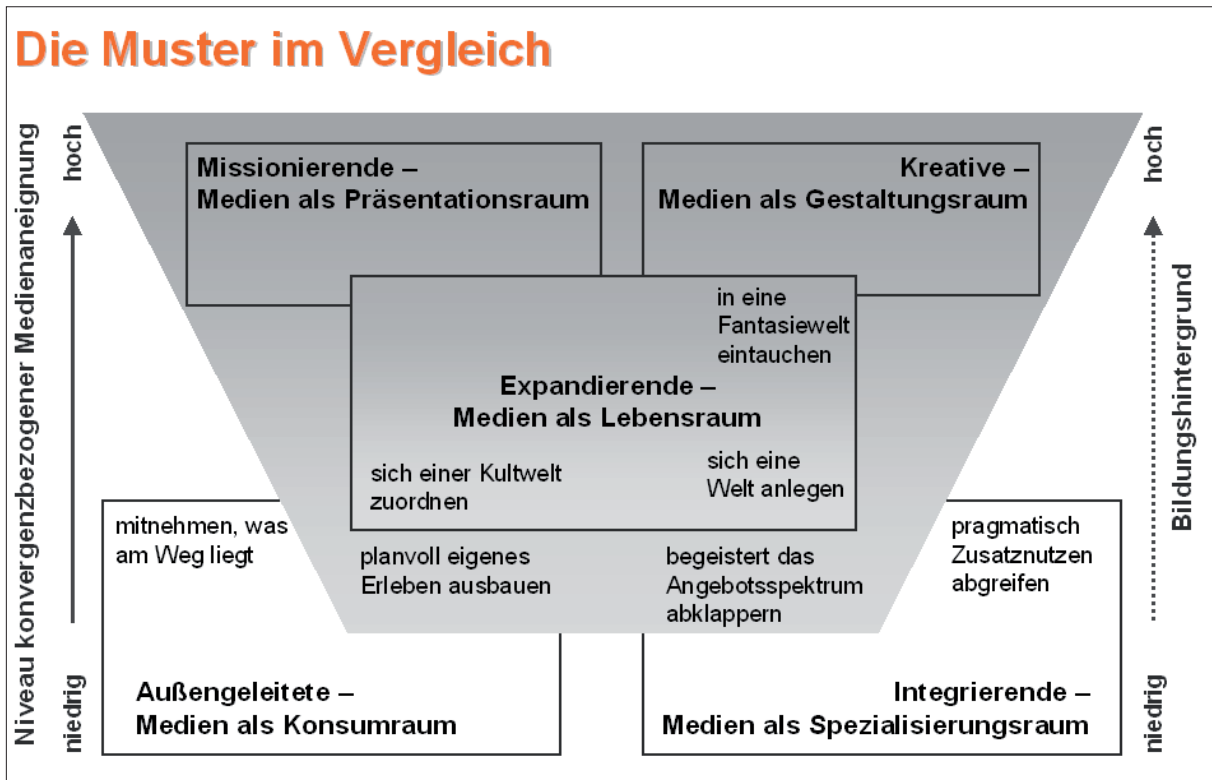 Die Muster im Vergleich
Niveau konvergenzbezogener Medienaneignung
hoch
niedrig
Missionierende –
Medien als Präsentationsraum
Kreative –
Medien als Gestaltungsraum
in eine
Fantasiewelt
eintauchen
Expandierende –
Medien als Lebensraum
sich einer Kultwelt
zuordnen
sich eine
Welt anlegen
mitnehmen, was
am Weg liegt
planvoll eigenes
Erleben ausbauen
begeistert das
Angebotsspektrum
abklappern
pragmatisch
Zusatznutzen
abgreifen
Außengeleitete –
Medien als Konsumraum
Integrierende –
Medien als Spezialisierungsraum
hoch
Bildungshintergrund
niedrig